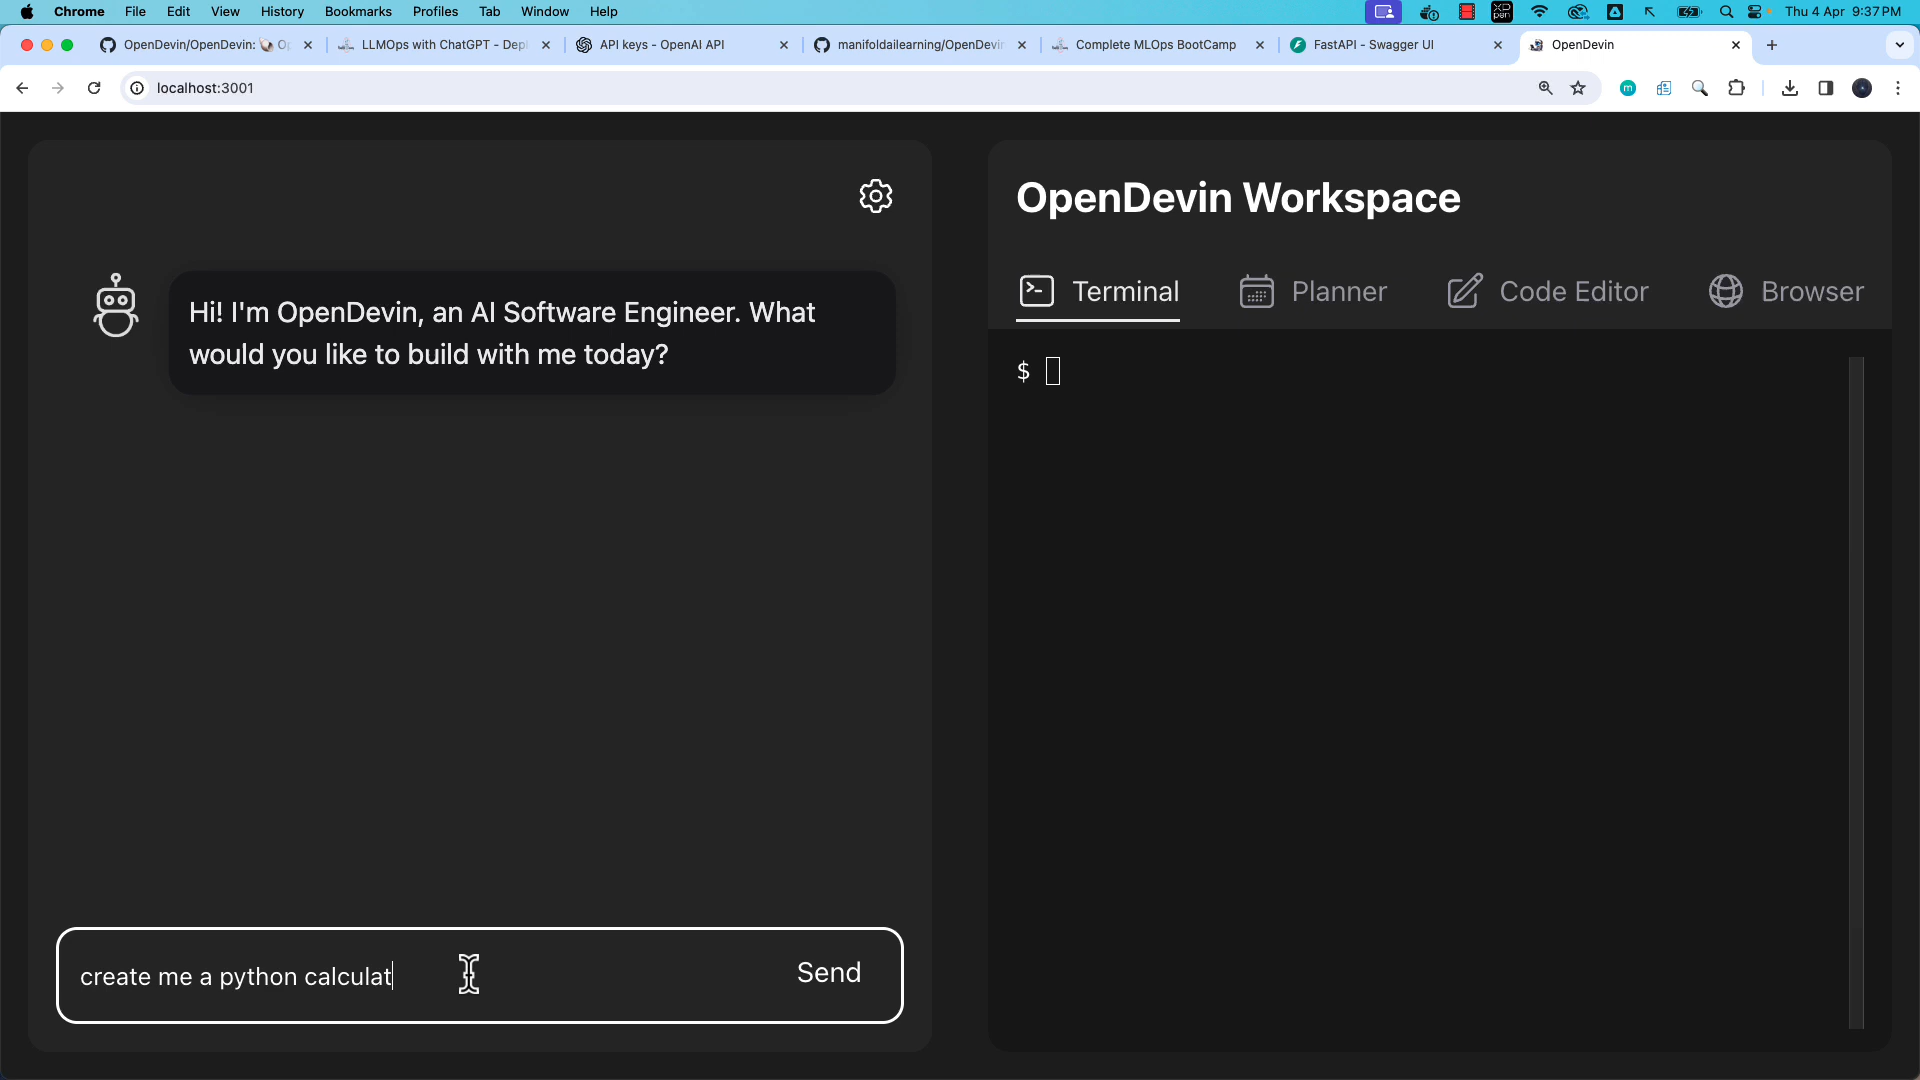 Chrome File Edit View History Bookmarks Profiles Tab Window Help
XP pen
Thu 4 Apr 9:37 PM
OpenDevin/OpenDevin:
LLMOps with ChatGPT - Depl
API keys - OpenAI API
manifoldailearning/OpenDevin
Complete MLOps BootCamp
FastAPI - Swagger UI
OpenDevin
localhost:3001
m
OpenDevin Workspace
Terminal
Planner
Code Editor
Browser
Hi! I'm OpenDevin, an AI Software Engineer. What
would you like to build with me today?
$
create me a python calculat
Send